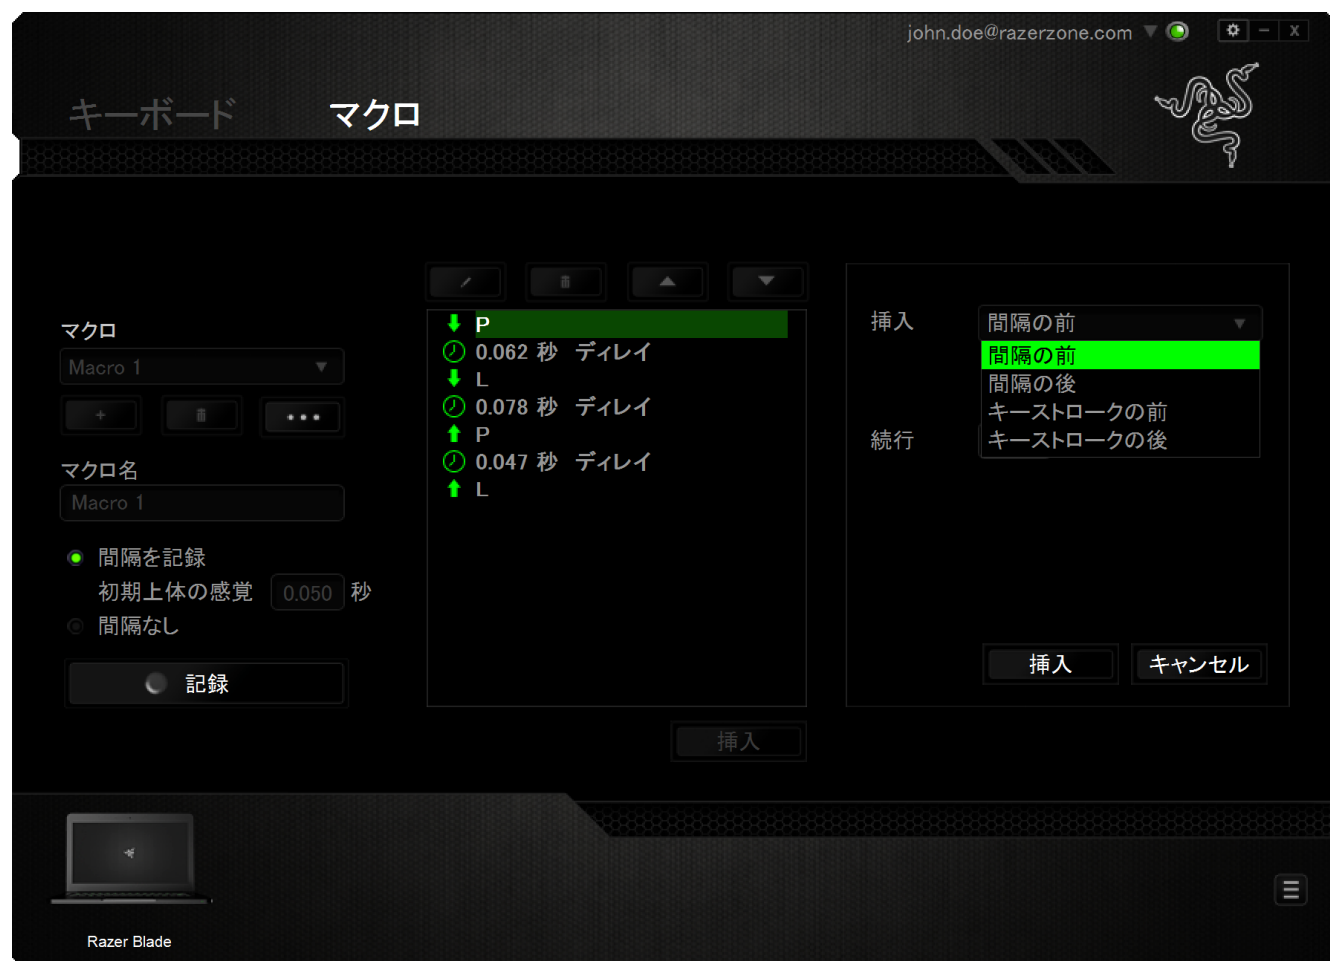 john.doe@razerzone.com
キーボード
マクロ
マクロ
Macro 1
マクロ名
Macro 1
間隔を記録
初期上体の感覚 0.050 秒
間隔なし
記録
P
0.062 秒 ディレイ
L
0.078 秒 ディレイ
P
0.047 秒 ディレイ
L
挿入
挿入 間隔の前
間隔の前
間隔の後
キーストロークの前
続行 キーストロークの後
挿入 キャンセル
Razer Blade